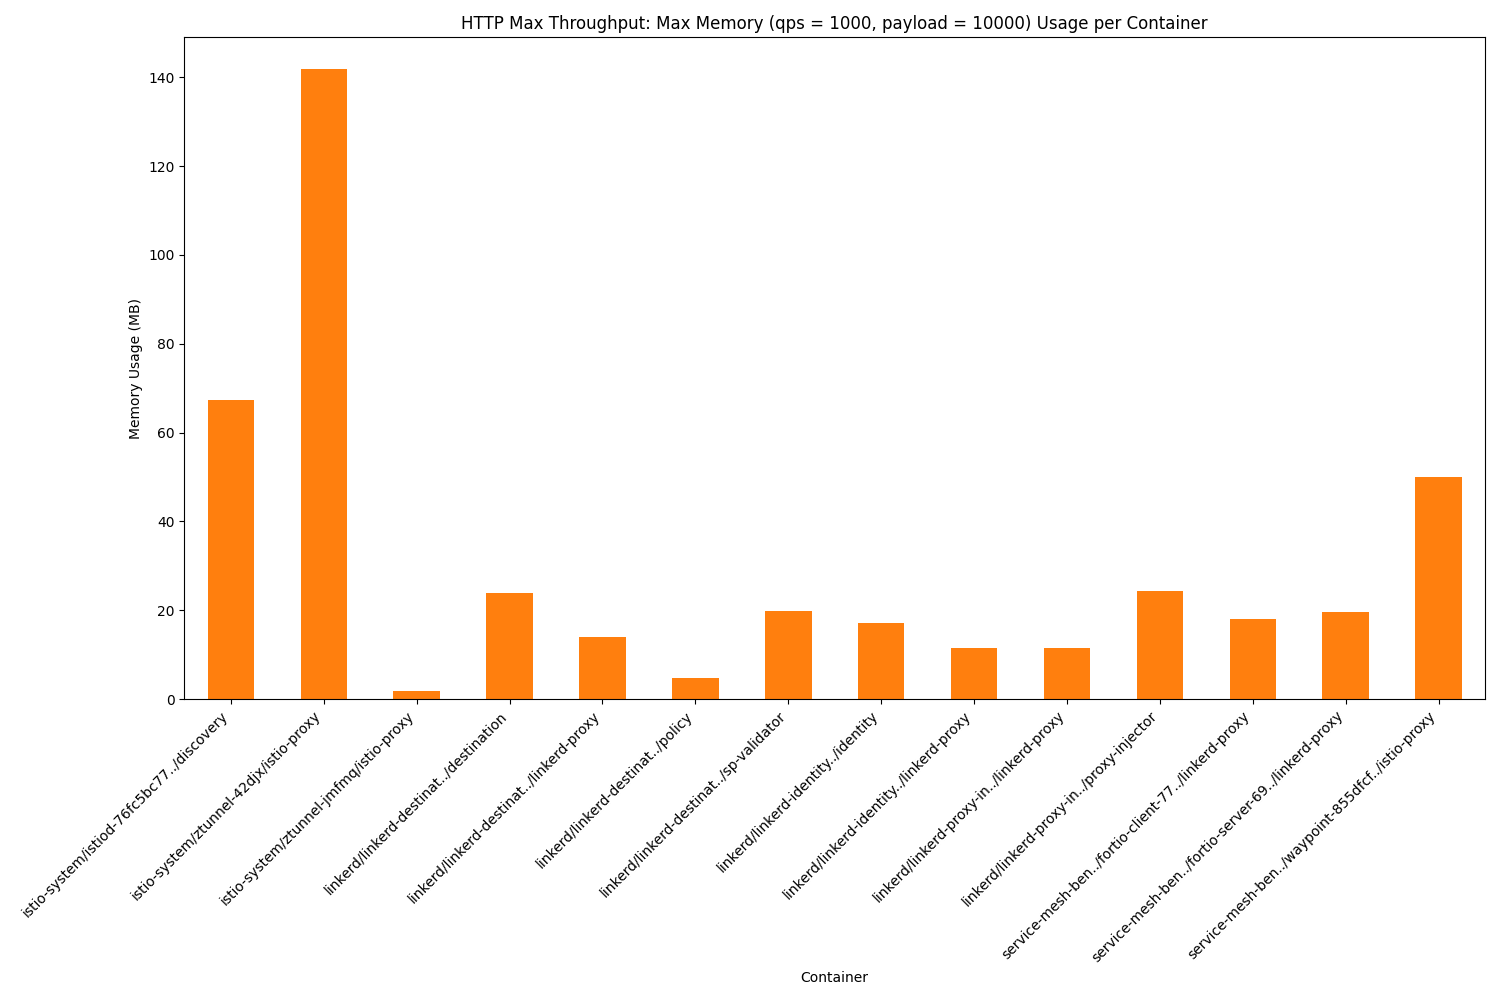 HTTP Max Throughput: Max Memory (qps = 1000, payload = 10000) Usage per Container
Memory Usage (MB)
140
120
100
80
60
40
20
0
istio-system/istiod-76fc5bc77../discovery
istio-system/ztunnel-42djx/istio-proxy
istio-system/ztunnel-jmfmq/istio-proxy
linkerd/linkerd-destinat../destination
linkerd/linkerd-destinat../linkerd-proxy
linkerd/linkerd-destinat../policy
linkerd/linkerd-destinat../sp-validator
linkerd/linkerd-identity../identity
linkerd/linkerd-identity../linkerd-proxy
linkerd/linkerd-proxy-in../linkerd-proxy
linkerd/linkerd-proxy-in../proxy-injector
service-mesh-ben../fortio-client-77../linkerd-proxy
service-mesh-ben../fortio-server-69../linkerd-proxy
service-mesh-ben../waypoint-855dfcf../istio-proxy
Container